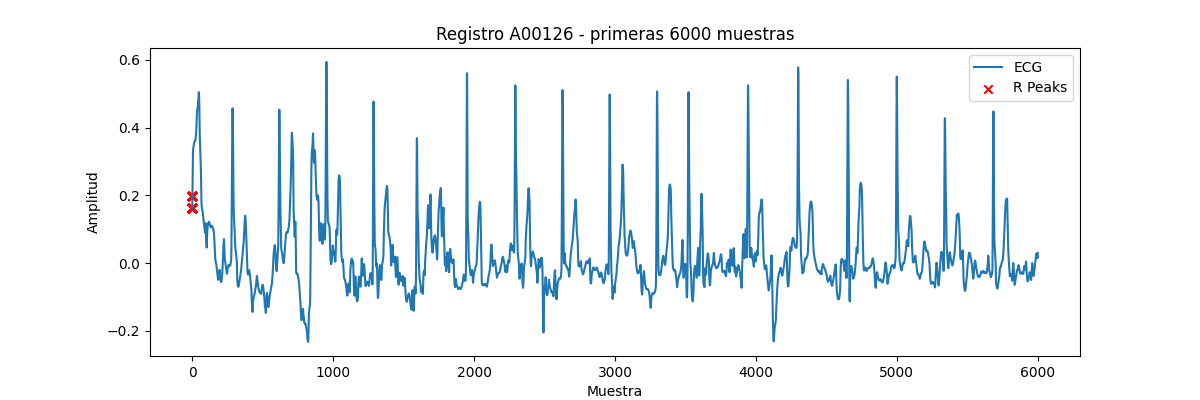 Registro A00126 - primeras 6000 muestras
ECG
R Peaks
Amplitud
0.6
0.4
0.2
0.0
−0.2
0 1000 2000 3000 4000 5000 6000
Muestra